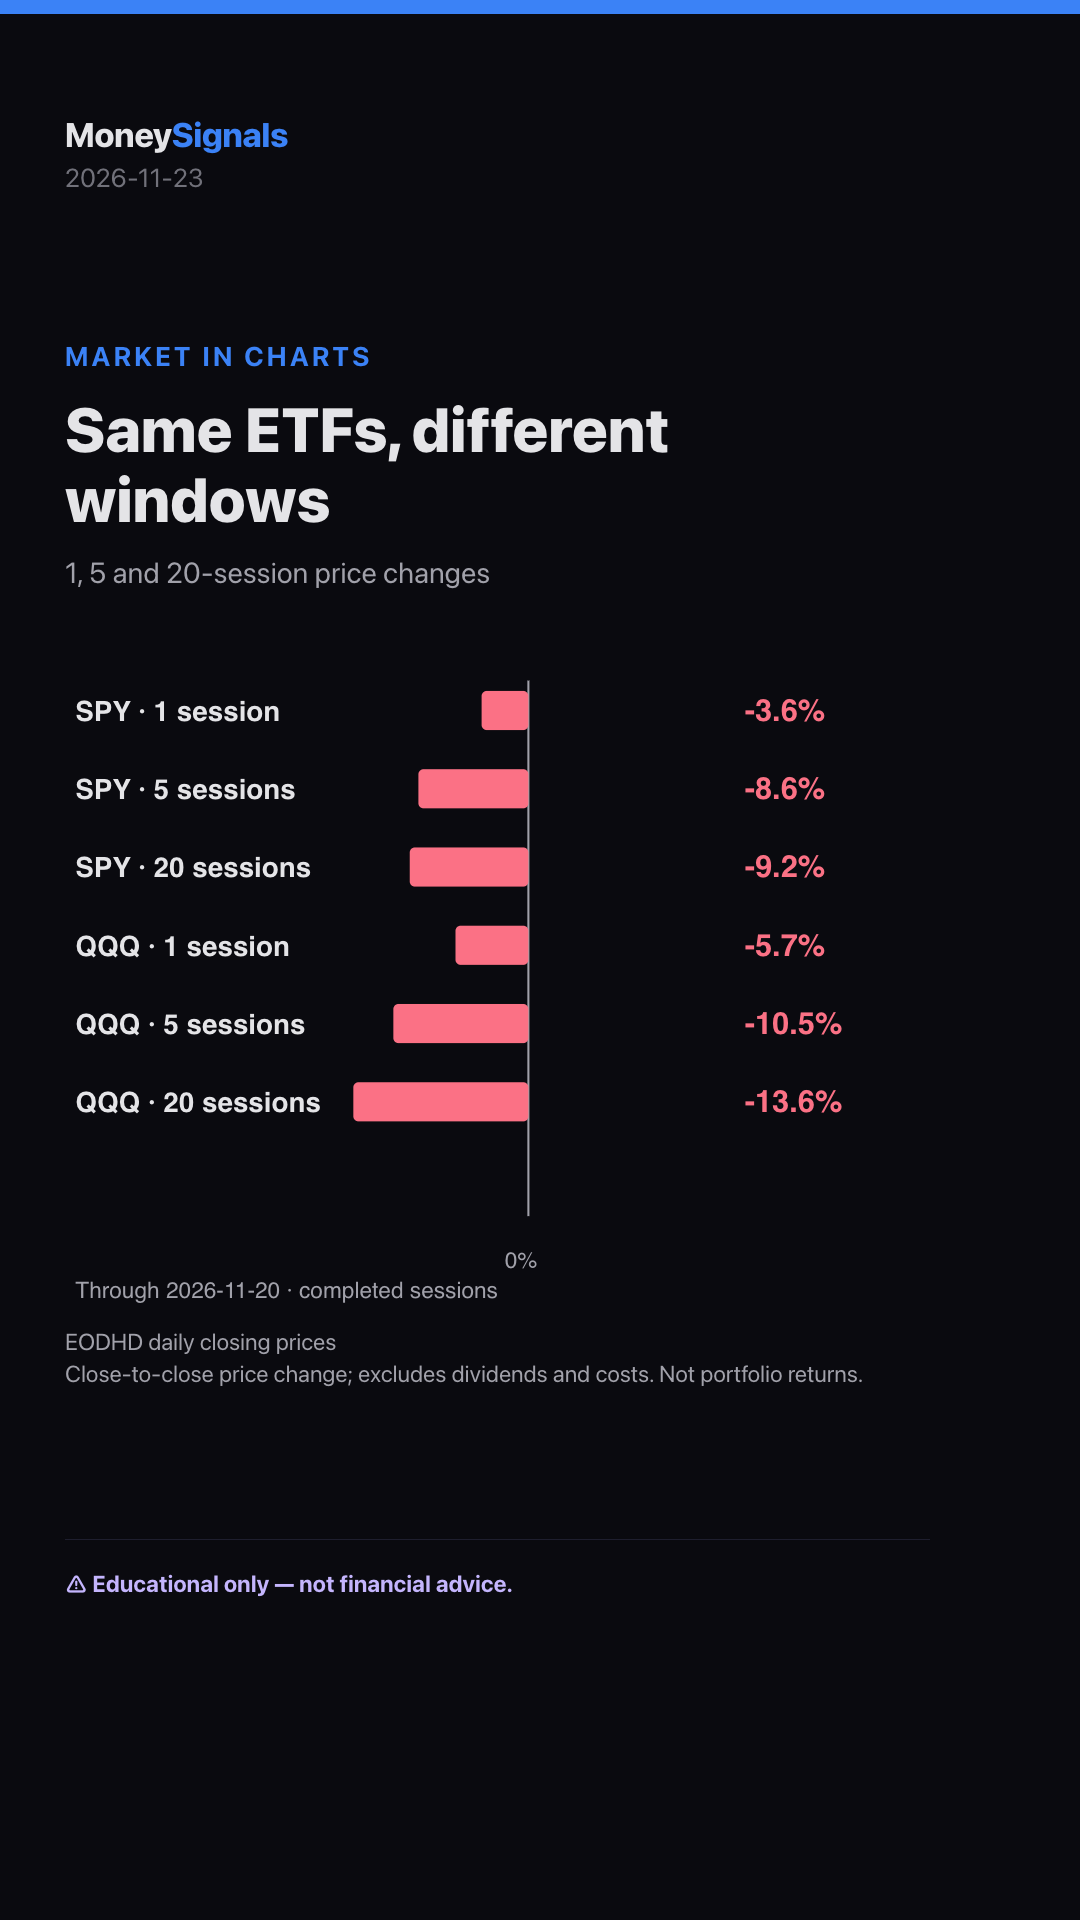 MoneySignals
2026-11-23
MARKET IN CHARTS
Same ETFs, different
windows
1, 5 and 20-session price changes
SPY · 1 session -3.6%
SPY · 5 sessions -8.6%
SPY · 20 sessions -9.2%
QQQ · 1 session -5.7%
QQQ · 5 sessions -10.5%
QQQ · 20 sessions -13.6%
0%
Through 2026-11-20 · completed sessions
EODHD daily closing prices
Close-to-close price change; excludes dividends and costs. Not portfolio returns.
⚠ Educational only — not financial advice.